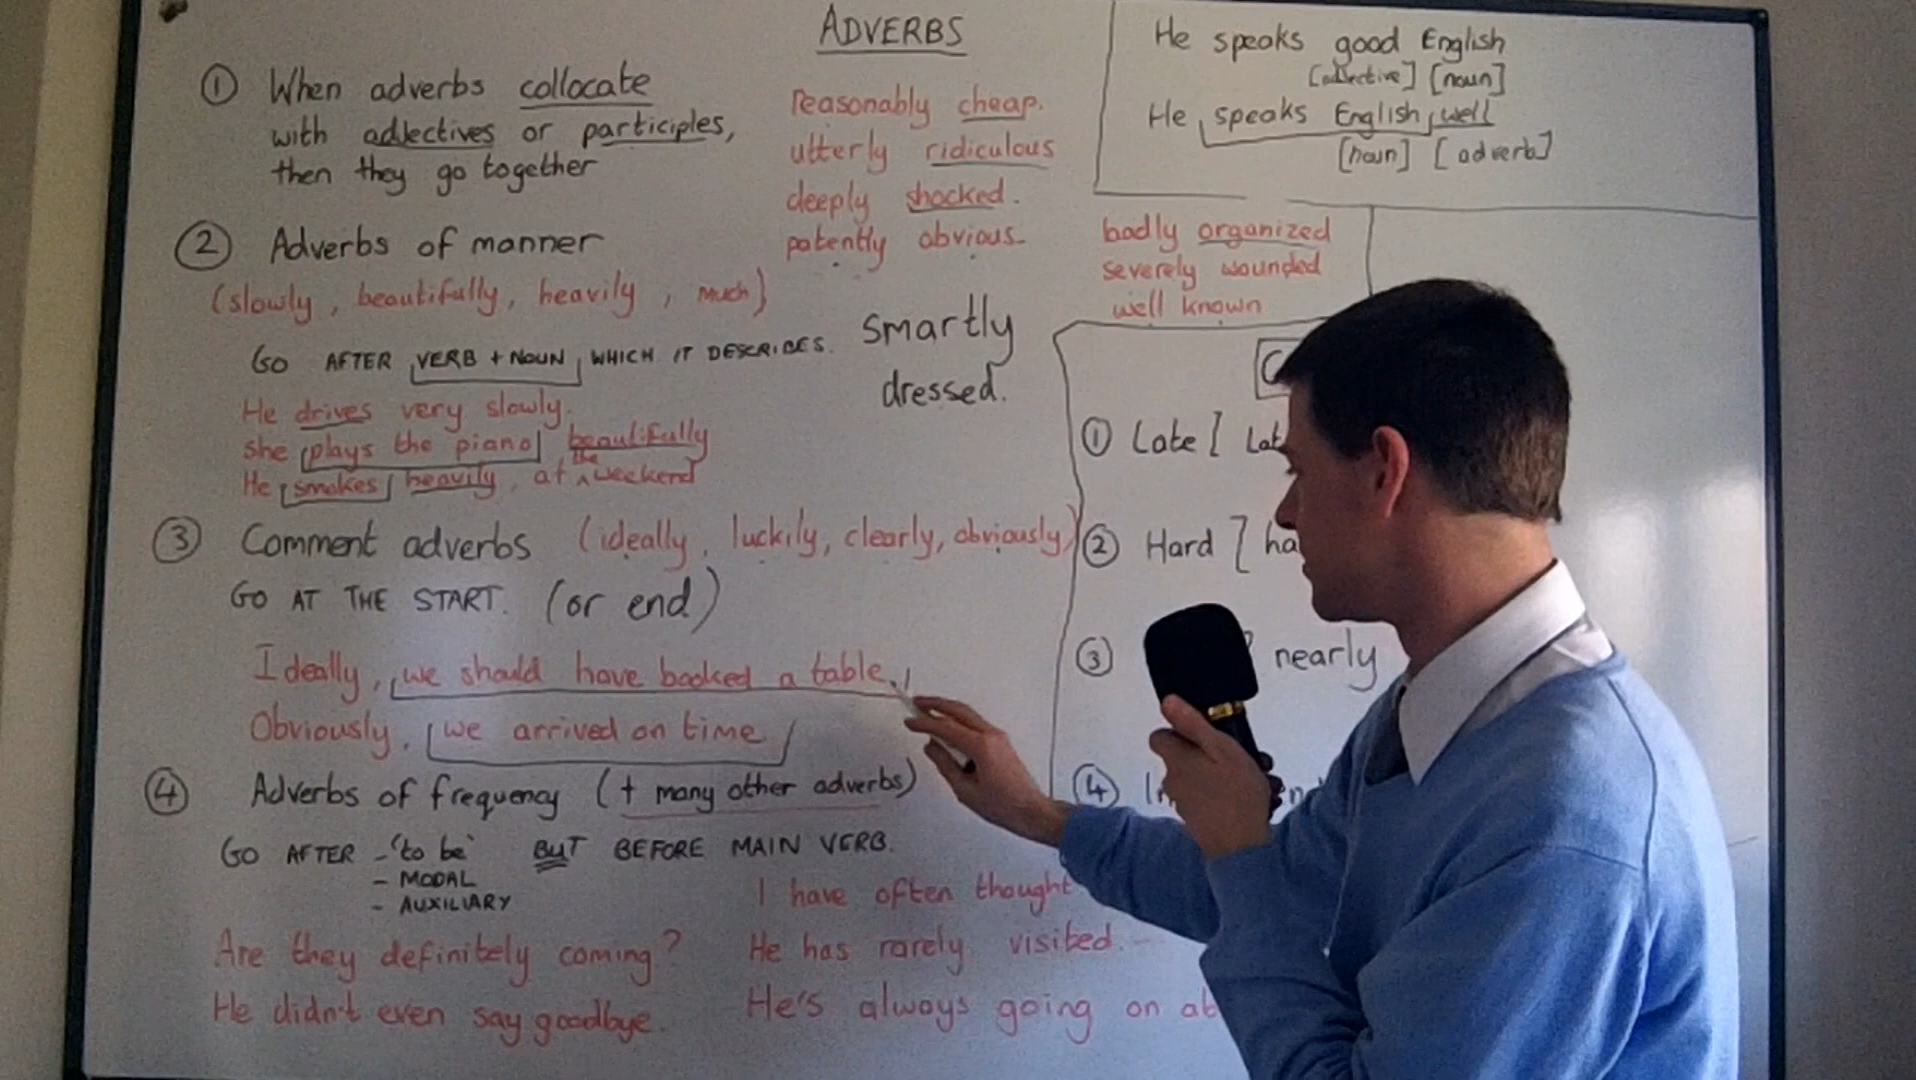 ADVERBS
① When adverbs collocate
with adjectives or participles,
then they go together
reasonably cheap.
utterly ridiculous
deeply shocked.
patently obvious.
He speaks good English
[adjective] [noun]
He speaks English well
[noun] [adverb]
badly organized
severely wounded
well known
② Adverbs of manner
(slowly, beautifully, heavily, much)
GO AFTER VERB + NOUN WHICH IT DESCRIBES.
smartly
dressed.
He drives very slowly.
She plays the piano beautifully
He smokes heavily, at the weekend
③ Comment adverbs (ideally, luckily, clearly, obviously)
GO AT THE START. (or end)
Ideally, we should have booked a table.
Obviously, we arrived on time
④ Adverbs of frequency (+ many other adverbs)
GO AFTER - 'to be' BUT BEFORE MAIN VERB.
- MODAL
- AUXILIARY
Are they definitely coming?
He didn't even say goodbye.
I have often thought
He has rarely visited.
He's always going on
① Late [
② Hard [
③ nearly
④